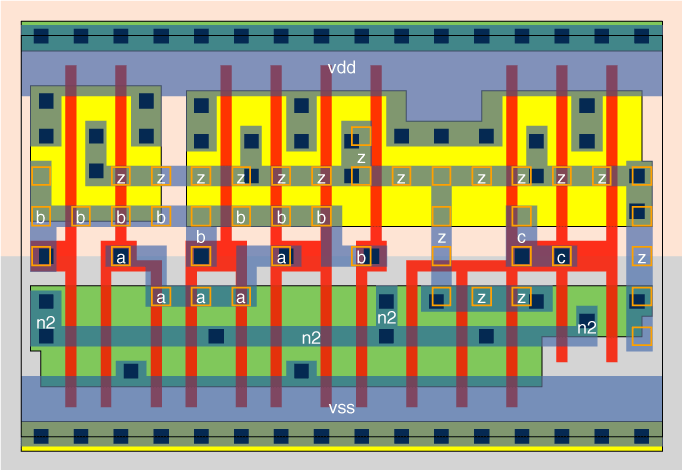 vdd
z
z z z z z z z z z z z
b b b b b b b
b z c
a a b c z
a a a z z
n2 n2 n2
n2
vss